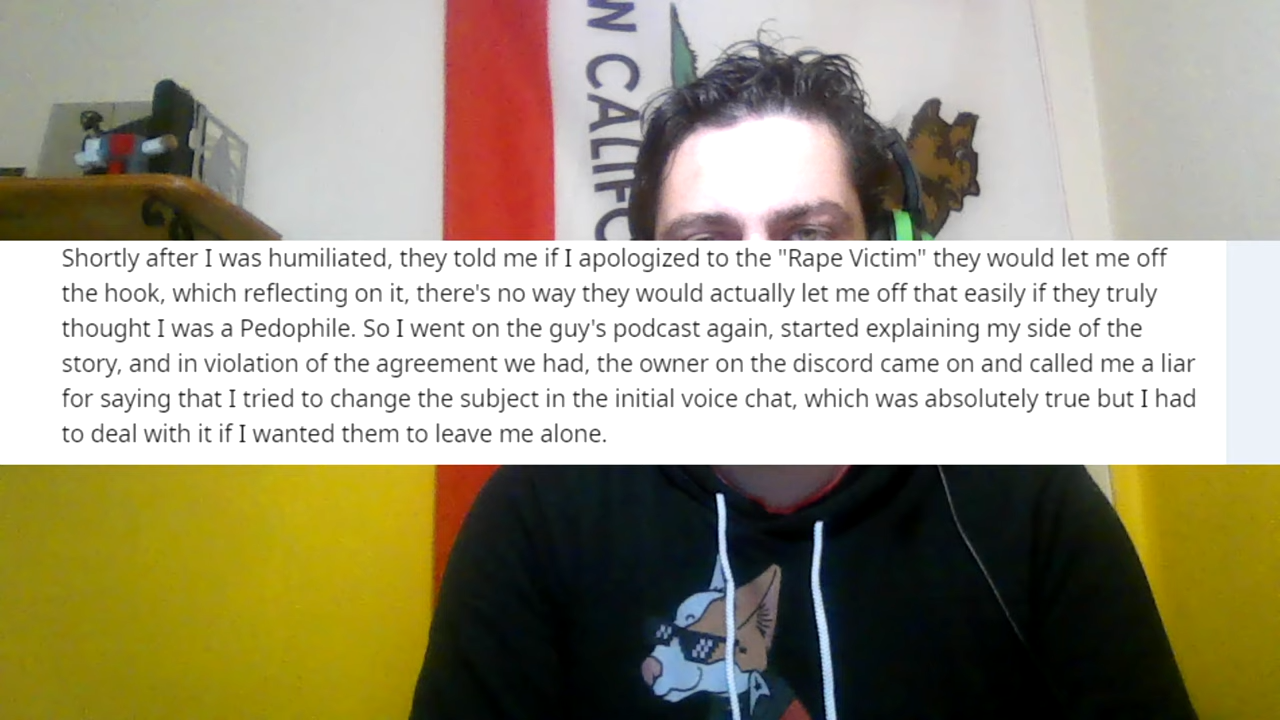 CALIF
Shortly after I was humiliated, they told me if I apologized to the "Rape Victim" they would let me off
the hook, which reflecting on it, there's no way they would actually let me off that easily if they truly
thought I was a Pedophile. So I went on the guy's podcast again, started explaining my side of the
story, and in violation of the agreement we had, the owner on the discord came on and called me a liar
for saying that I tried to change the subject in the initial voice chat, which was absolutely true but I had
to deal with it if I wanted them to leave me alone.